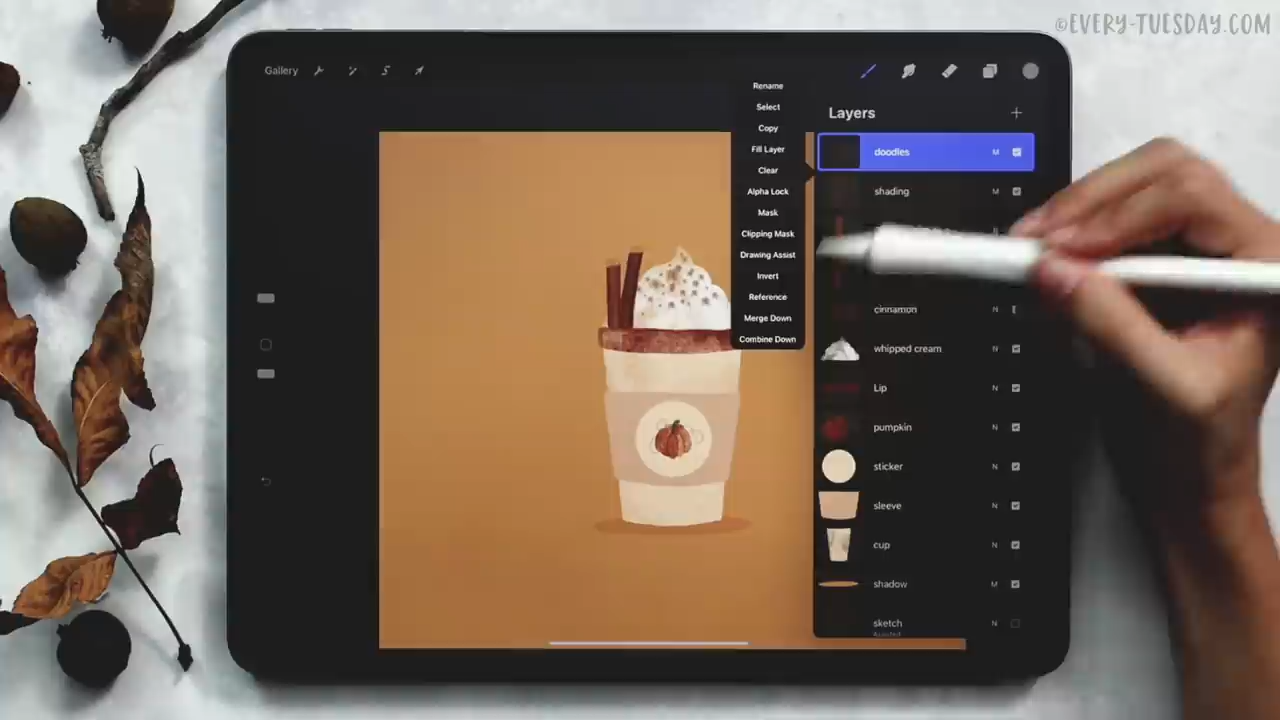 ©EVERY-TUESDAY.COM
Gallery
Rename
Select
Copy
Fill Layer
Clear
Alpha Lock
Mask
Clipping Mask
Drawing Assist
Invert
Reference
Merge Down
Combine Down
Layers
doodles M
shading M
cinnamon N
whipped cream N
Lip N
pumpkin N
sticker N
sleeve N
cup N
shadow M
sketch N
Assisted